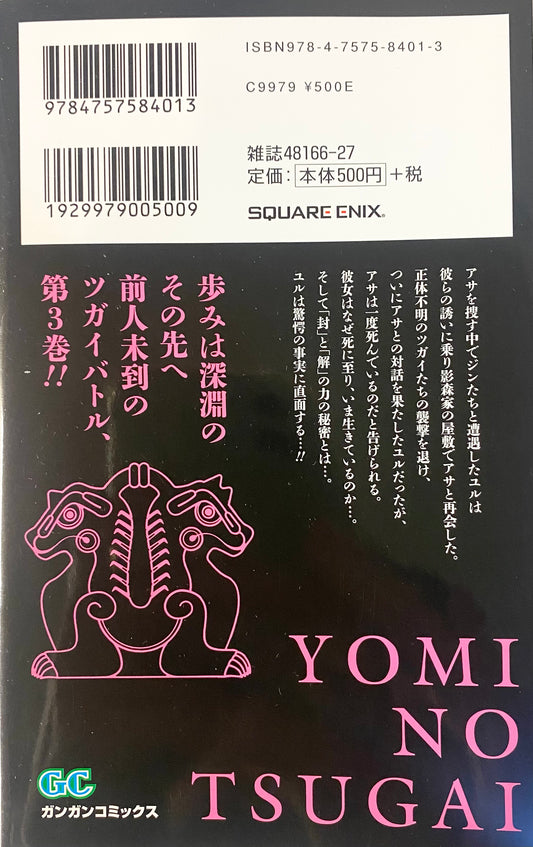 ISBN978-4-7575-8401-3
9784757584013
C9979 ¥500E
1929979005009
雑誌48166-27
定価:本体500円+税
SQUARE ENIX®
アサを捜す中でジンたちと遭遇したユルは
彼らの誘いに乗り影森家の屋敷でアサと再会した。
正体不明のツガイたちの襲撃を退け、
ついにアサとの対話を果たしたユルだったが、
アサは一度死んでいるのだと告げられる。
彼女はなぜ死に至り、いま生きているのか…。
そして「封」と「解」の力の秘密とは…。
ユルは驚愕の事実に直面する…!!
歩みは深淵の
その先へ
前人未到の
ツガイバトル、
第3巻!!
YOMI
NO
TSUGAI
GC
ガンガンコミックス